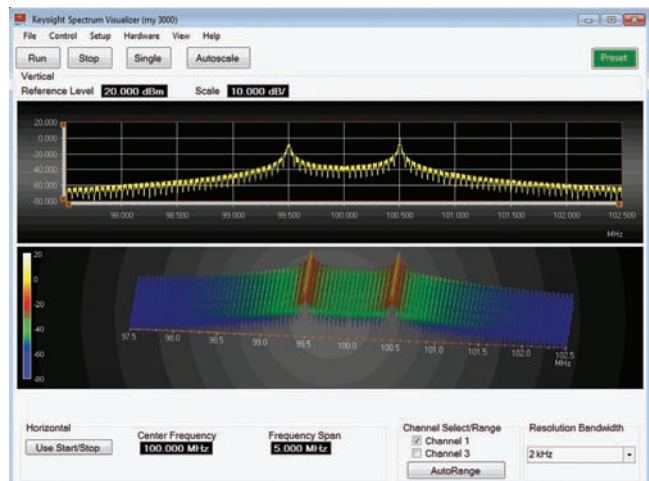 Keysight Spectrum Visualizer (my 3000)
File Control Setup Hardware View Help
Run Stop Single Autoscale Preset
Vertical
Reference Level 20.000 dBm Scale 10.000 dB/
20.000
0.000
-20.000
-40.000
-60.000
-80.000
98.000 98.500 99.000 99.500 100.000 100.500 101.000 101.500 102.000 102.500
MHz
20
0
-20
-40
-60
-80
97.5 98.0 98.5 99.0 99.5 100.0 100.5 101.0 101.5 102.0 102.5
MHz
Horizontal
Use Start/Stop
Center Frequency
100.000 MHz
Frequency Span
5.000 MHz
Channel Select/Range
Channel 1
Channel 3
AutoRange
Resolution Bandwidth
2 kHz